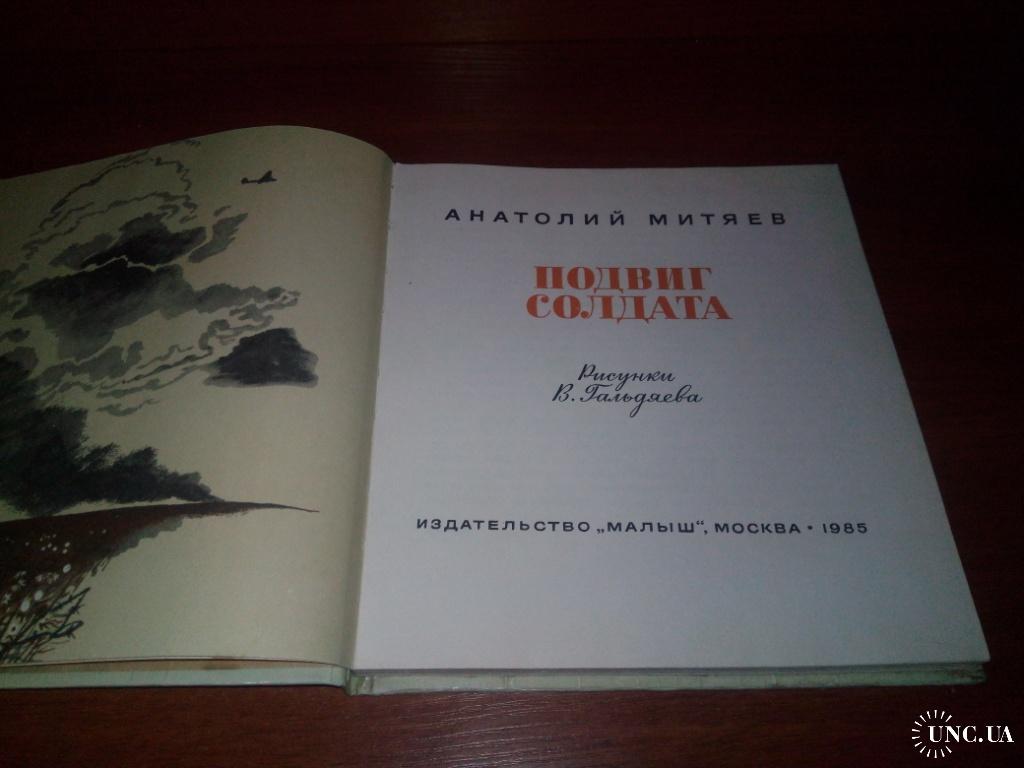 АНАТОЛИЙ МИТЯЕВ
ПОДВИГ
СОЛДАТА
Рисунки
В. Гальдяева
ИЗДАТЕЛЬСТВО „МАЛЫШ“, МОСКВА • 1985
UNC.UA